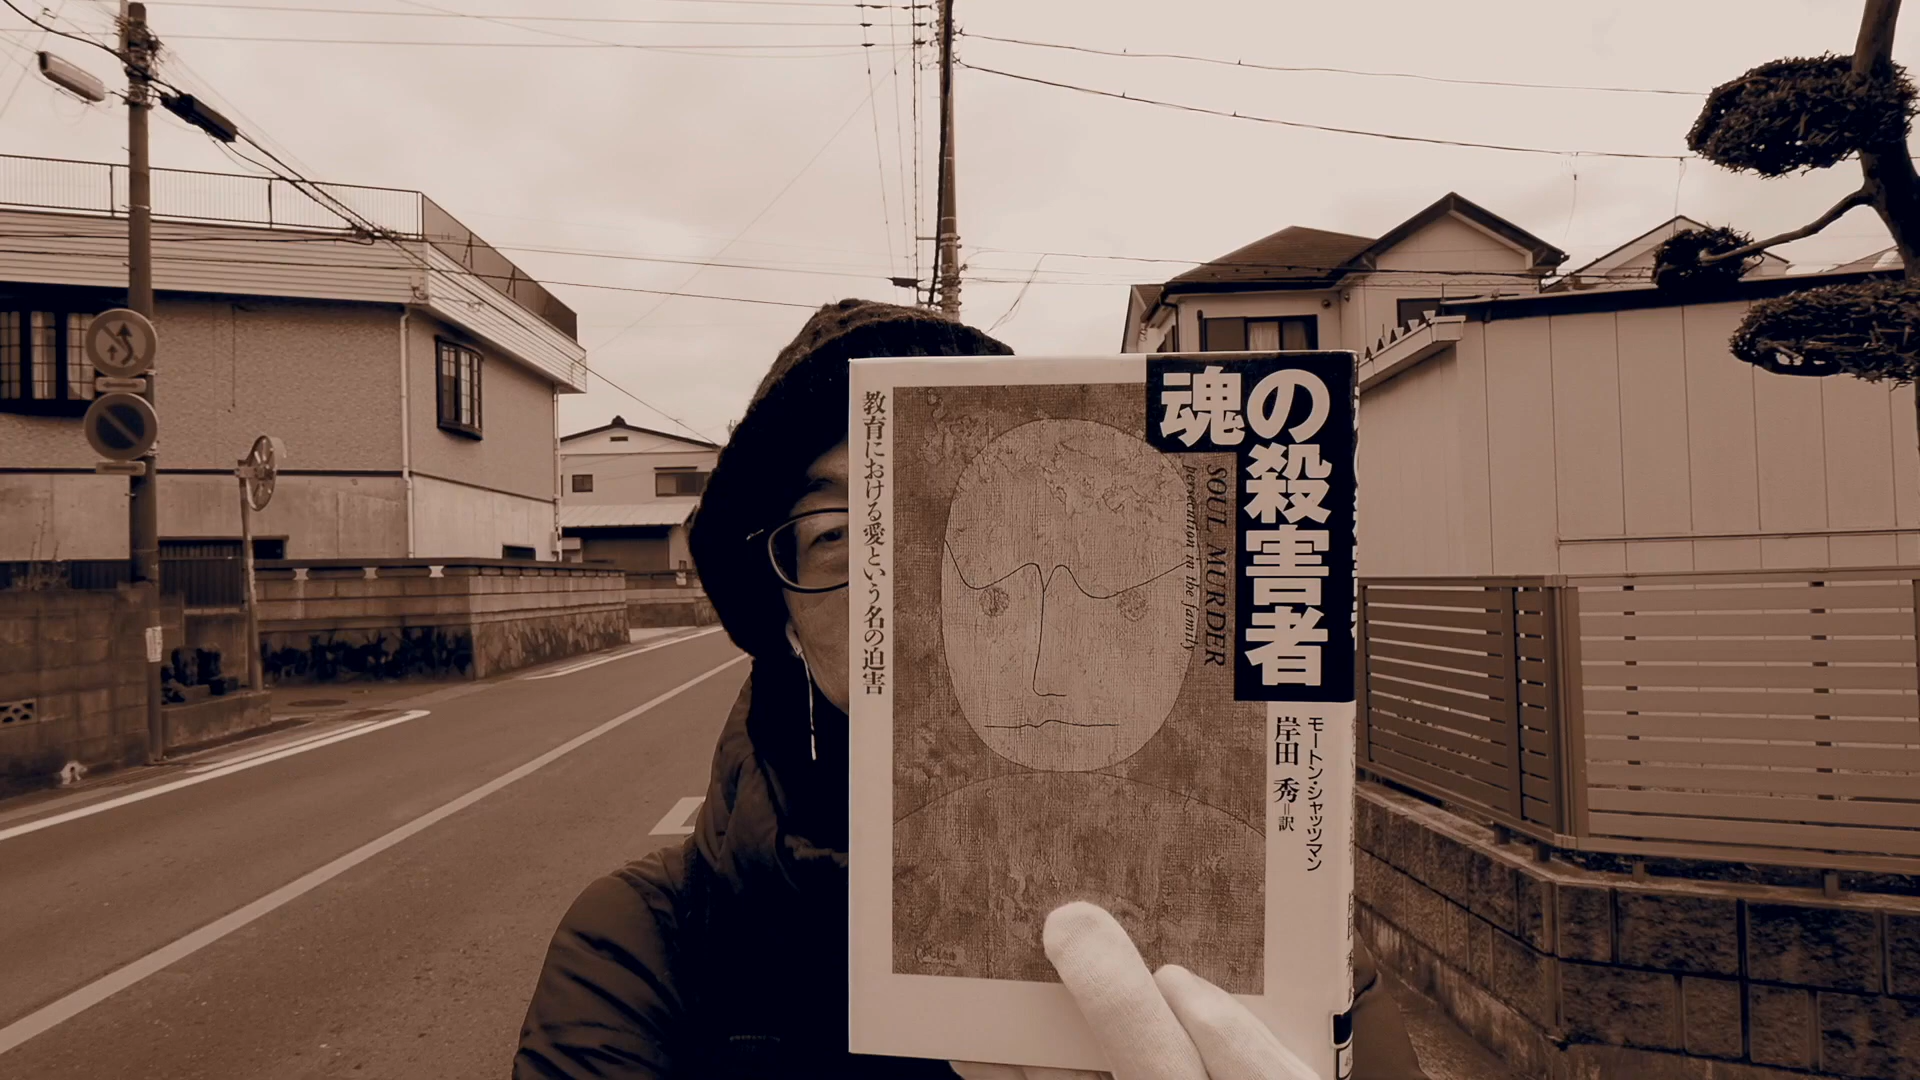 魂の殺害者
SOUL MURDER
persecution in the family
モートン・シャッツマン
岸田 秀=訳
教育における愛という名の迫害